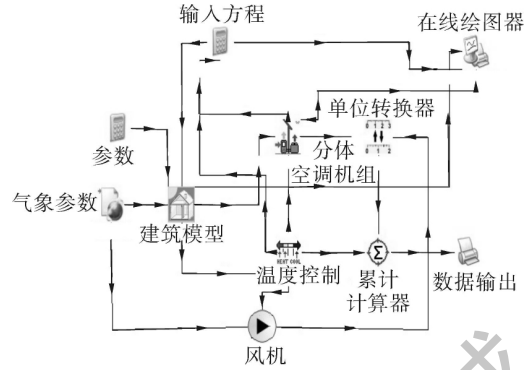 输入方程
在线绘图器
单位转换器
参数
分体
空调机组
气象参数
建筑模型
HEAT COOL
温度控制
Σ
累计
计算器
数据输出
风机